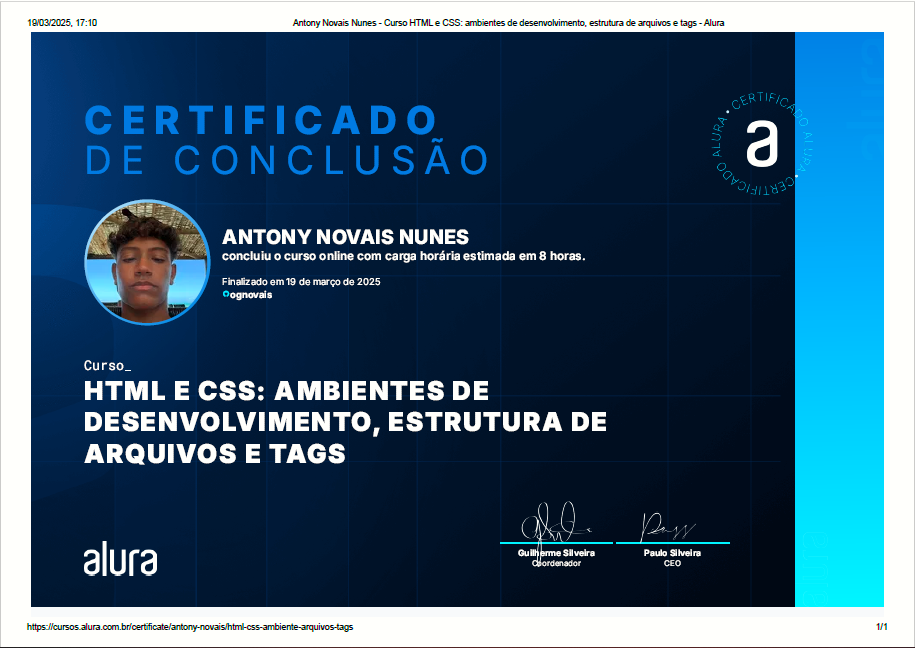 19/03/2025, 17:10
Antony Novais Nunes - Curso HTML e CSS: ambientes de desenvolvimento, estrutura de arquivos e tags - Alura
CERTIFICADO
DE CONCLUSÃO
CERTIFICADO ALURA • CERTIFICADO ALURA •
a
ANTONY NOVAIS NUNES
concluiu o curso online com carga horária estimada em 8 horas.
Finalizado em 19 de março de 2025
ognovais
Curso_
HTML E CSS: AMBIENTES DE
DESENVOLVIMENTO, ESTRUTURA DE
ARQUIVOS E TAGS
alura
Guilherme Silveira
Coordenador
Paulo Silveira
CEO
alura
alura
https://cursos.alura.com.br/certificate/antony-novais/html-css-ambiente-arquivos-tags
1/1